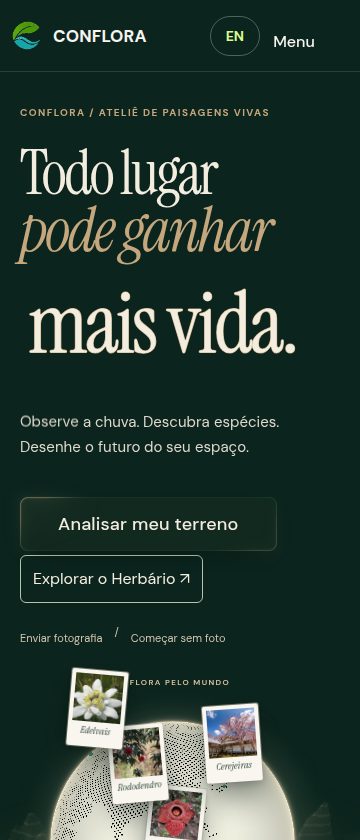 CONFLORA
EN
Menu
CONFLORA / ATELIÊ DE PAISAGENS VIVAS
Todo lugar
pode ganhar
mais vida.
Observe a chuva. Descubra espécies.
Desenhe o futuro do seu espaço.
Analisar meu terreno
Explorar o Herbário ↗
Enviar fotografia / Começar sem foto
FLORA PELO MUNDO
Edelvais
Cerejeiras
Rododendro